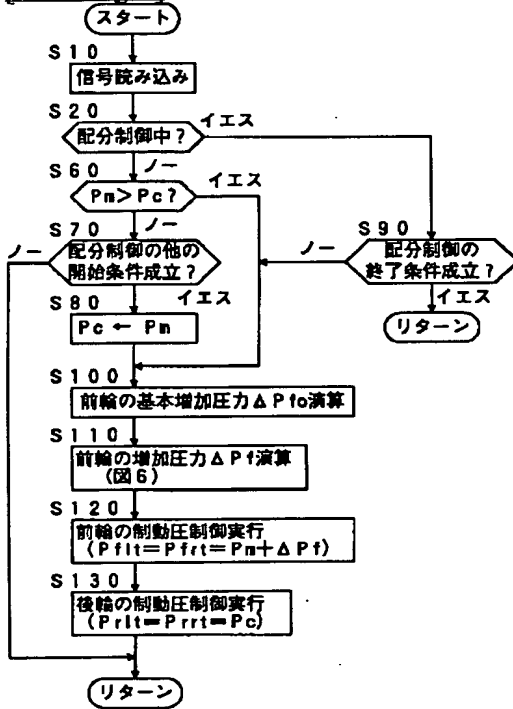 スタート
S10
信号読み込み
S20
配分制御中?
イエス
ノー
S60
Pm>Pc?
イエス
ノー
S70
配分制御の他の
開始条件成立?
ノー
イエス
S80
Pc ← Pm
S90
配分制御の
終了条件成立?
ノー
イエス
リターン
S100
前輪の基本増加圧力ΔPfo演算
S110
前輪の増加圧力ΔPf演算
(図6)
S120
前輪の制動圧制御実行
(Pflt=Pfrt=Pm+ΔPf)
S130
後輪の制動圧制御実行
(Prlt=Prrt=Pc)
リターン